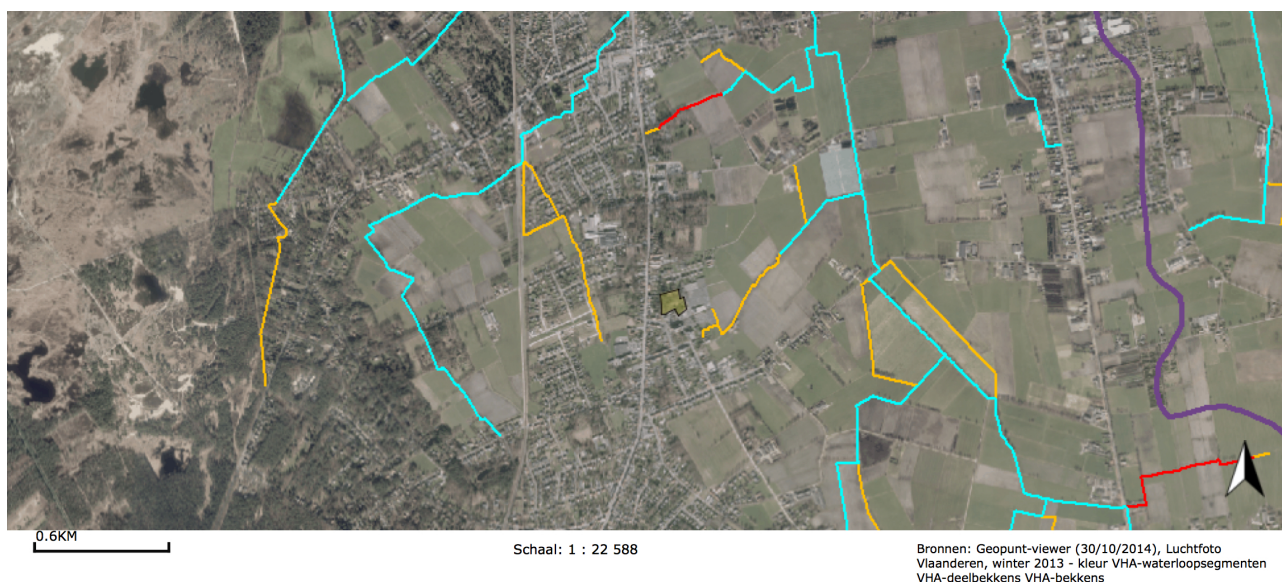 0.6KM
Schaal: 1 : 22 588
Bronnen: Geopunt-viewer (30/10/2014), Luchtfoto
Vlaanderen, winter 2013 - kleur VHA-waterloopsegmenten
VHA-deelbekkens VHA-bekkens